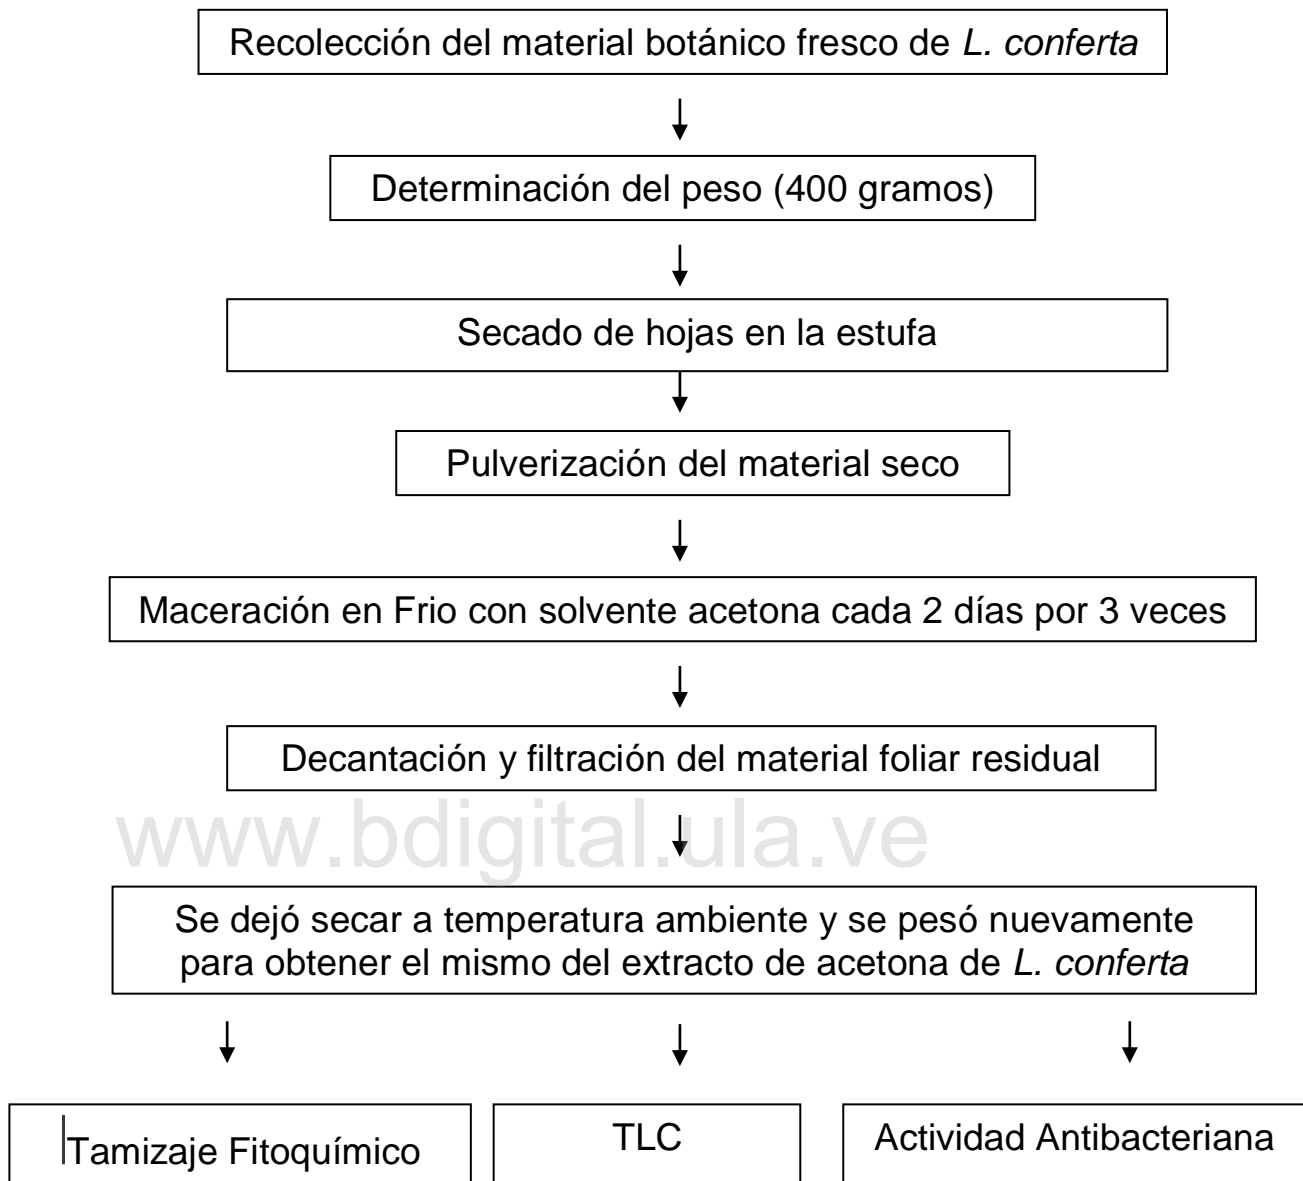 Recolección del material botánico fresco de L. conferta
Determinación del peso (400 gramos)
Secado de hojas en la estufa
Pulverización del material seco
Maceración en Frio con solvente acetona cada 2 días por 3 veces
Decantación y filtración del material foliar residual
www.bdigital.ula.ve
Se dejó secar a temperatura ambiente y se pesó nuevamente
para obtener el mismo del extracto de acetona de L. conferta
Tamizaje Fitoquímico
TLC
Actividad Antibacteriana